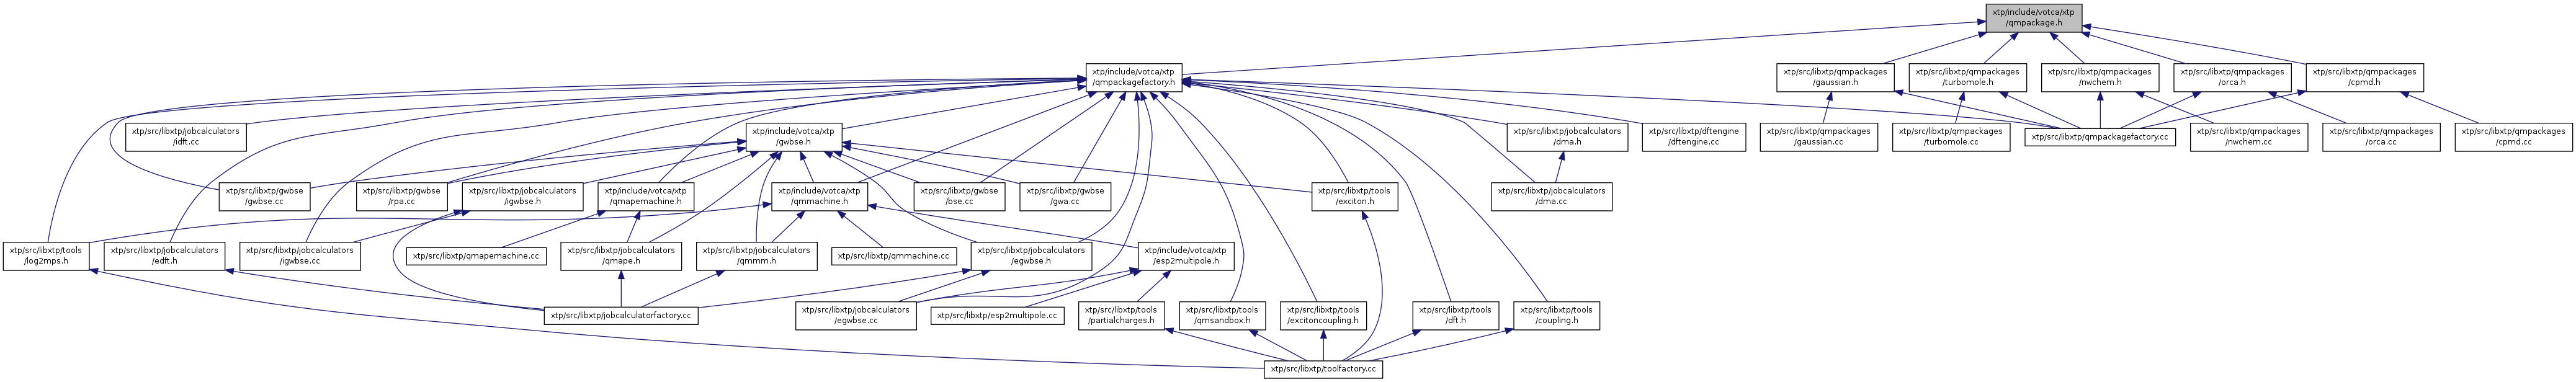 xtp/include/votca/xtp
/qmpackage.h
xtp/include/votca/xtp
/qmpackagefactory.h
xtp/src/libxtp/qmpackages
/gaussian.h
xtp/src/libxtp/qmpackages
/turbomole.h
xtp/src/libxtp/qmpackages
/nwchem.h
xtp/src/libxtp/qmpackages
/orca.h
xtp/src/libxtp/qmpackages
/cpmd.h
xtp/src/libxtp/jobcalculators
/idft.cc
xtp/include/votca/xtp
/gwbse.h
xtp/src/libxtp/jobcalculators
/dma.h
xtp/src/libxtp/dftengine
/dftengine.cc
xtp/src/libxtp/qmpackages
/gaussian.cc
xtp/src/libxtp/qmpackages
/turbomole.cc
xtp/src/libxtp/qmpackagefactory.cc
xtp/src/libxtp/qmpackages
/nwchem.cc
xtp/src/libxtp/qmpackages
/orca.cc
xtp/src/libxtp/qmpackages
/cpmd.cc
xtp/src/libxtp/gwbse
/gwbse.cc
xtp/src/libxtp/gwbse
/rpa.cc
xtp/src/libxtp/jobcalculators
/igwbse.h
xtp/include/votca/xtp
/qmapemachine.h
xtp/include/votca/xtp
/qmmachine.h
xtp/src/libxtp/gwbse
/bse.cc
xtp/src/libxtp/gwbse
/gwa.cc
xtp/src/libxtp/tools
/exciton.h
xtp/src/libxtp/jobcalculators
/dma.cc
xtp/src/libxtp/tools
/log2mps.h
xtp/src/libxtp/jobcalculators
/edft.h
xtp/src/libxtp/jobcalculators
/igwbse.cc
xtp/src/libxtp/qmapemachine.cc
xtp/src/libxtp/jobcalculators
/qmape.h
xtp/src/libxtp/jobcalculators
/qmmm.h
xtp/src/libxtp/qmmachine.cc
xtp/src/libxtp/jobcalculators
/egwbse.h
xtp/include/votca/xtp
/esp2multipole.h
xtp/src/libxtp/jobcalculatorfactory.cc
xtp/src/libxtp/jobcalculators
/egwbse.cc
xtp/src/libxtp/esp2multipole.cc
xtp/src/libxtp/tools
/partialcharges.h
xtp/src/libxtp/tools
/qmsandbox.h
xtp/src/libxtp/tools
/excitoncoupling.h
xtp/src/libxtp/tools
/dft.h
xtp/src/libxtp/tools
/coupling.h
xtp/src/libxtp/toolfactory.cc